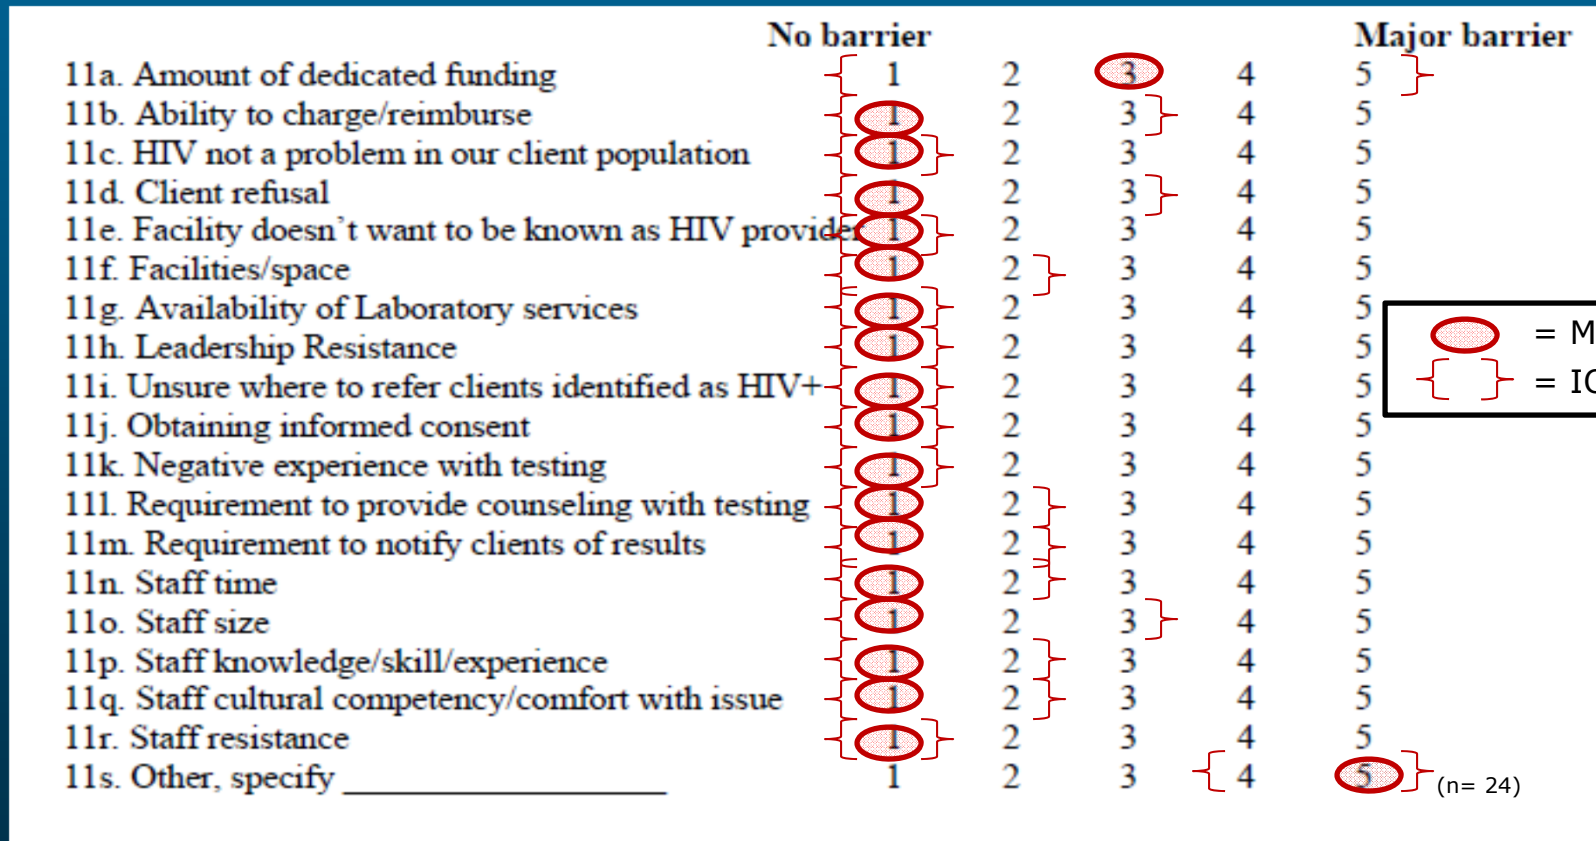 No barrier Major barrier
11a. Amount of dedicated funding 1 2 3 4 5
11b. Ability to charge/reimburse 1 2 3 4 5
11c. HIV not a problem in our client population 1 2 3 4 5
11d. Client refusal 1 2 3 4 5
11e. Facility doesn't want to be known as HIV provider 1 2 3 4 5
11f. Facilities/space 1 2 3 4 5
11g. Availability of Laboratory services 1 2 3 4 5
11h. Leadership Resistance 1 2 3 4 5
= M
11i. Unsure where to refer clients identified as HIV+ 1 2 3 4 5
= IQ
11j. Obtaining informed consent 1 2 3 4 5
11k. Negative experience with testing 1 2 3 4 5
11l. Requirement to provide counseling with testing 1 2 3 4 5
11m. Requirement to notify clients of results 1 2 3 4 5
11n. Staff time 1 2 3 4 5
11o. Staff size 1 2 3 4 5
11p. Staff knowledge/skill/experience 1 2 3 4 5
11q. Staff cultural competency/comfort with issue 1 2 3 4 5
11r. Staff resistance 1 2 3 4 5
11s. Other, specify ____________________ 1 2 3 4 5 (n= 24)